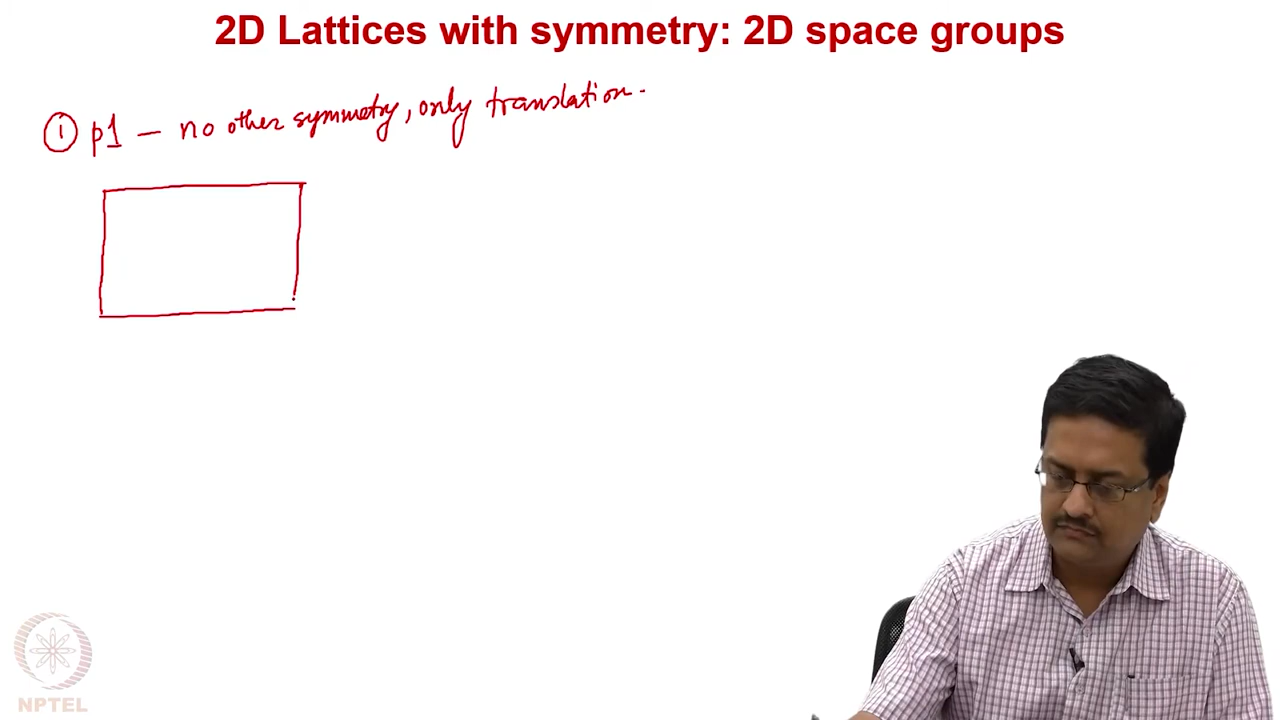 2D Lattices with symmetry: 2D space groups
① p1 — no other symmetry, only translation.
NPTEL